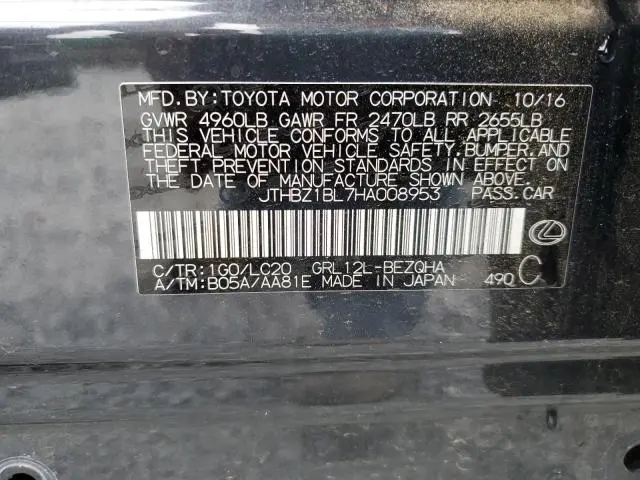 MFD.BY:TOYOTA MOTOR CORPORATION 10/16
GVWR 4960LB GAWR FR 2470LB RR 2655LB
THIS VEHICLE CONFORMS TO ALL APPLICABLE
FEDERAL MOTOR VEHICLE SAFETY,BUMPER,AND
THEFT PREVENTION STANDARDS IN EFFECT ON
THE DATE OF MANUFACTURE SHOWN ABOVE.
JTHBZ1BL7HA008953 PASS.CAR
C/TR:1G0/LC20 GRL12L-BEZQHA
A/TM:B05A/AA81E MADE IN JAPAN 490 C